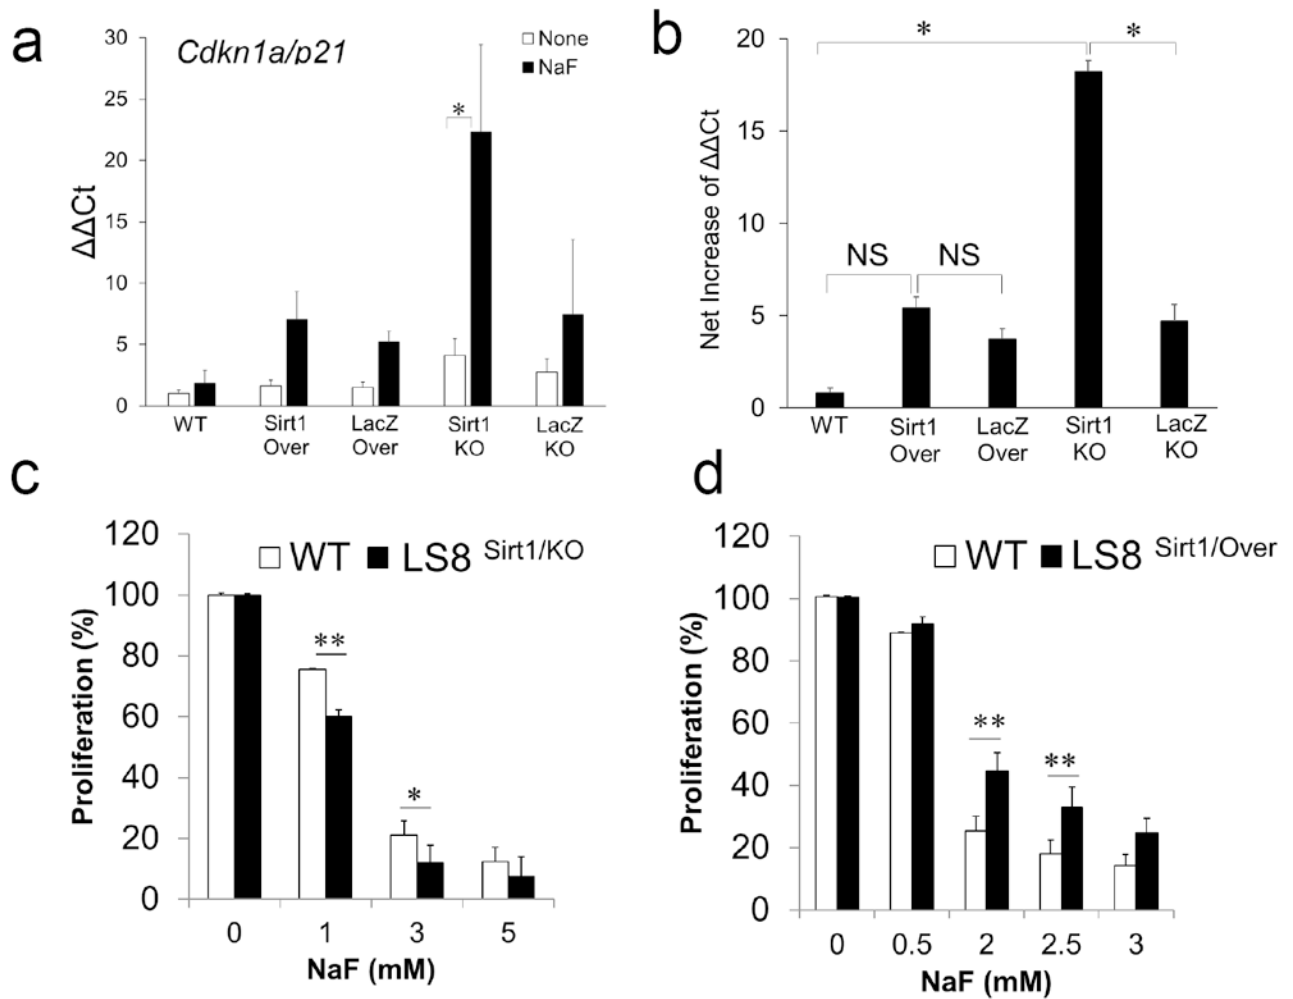 a
Cdkn1a/p21
None
NaF
30
25
20
15
10
5
0
ΔΔCt
*
WT
Sirt1
Over
LacZ
Over
Sirt1
KO
LacZ
KO
b
20
15
10
5
0
Net Increase of ΔΔCt
*
*
NS
NS
WT
Sirt1
Over
LacZ
Over
Sirt1
KO
LacZ
KO
c
120
100
80
60
40
20
0
Proliferation (%)
WT LS8 Sirt1/KO
**
*
0 1 3 5
NaF (mM)
d
120
100
80
60
40
20
0
Proliferation (%)
WT LS8 Sirt1/Over
**
**
0 0.5 2 2.5 3
NaF (mM)